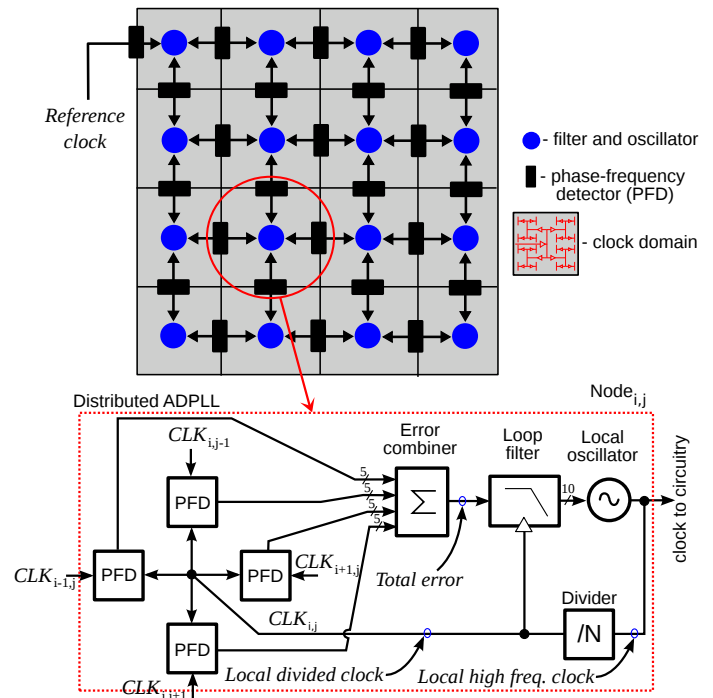 Reference
clock
- filter and oscillator
- phase-frequency
detector (PFD)
- clock domain
Distributed ADPLL
Node i,j
CLK i,j-1
Error
combiner
Loop
filter
Local
oscillator
PFD
5
5
5
5
Σ
10
clock to circuitry
CLK i-1,j
PFD
PFD
CLK i+1,j
Total error
CLK i,j
Divider
/N
PFD
Local divided clock
Local high freq. clock
CLK i,j+1